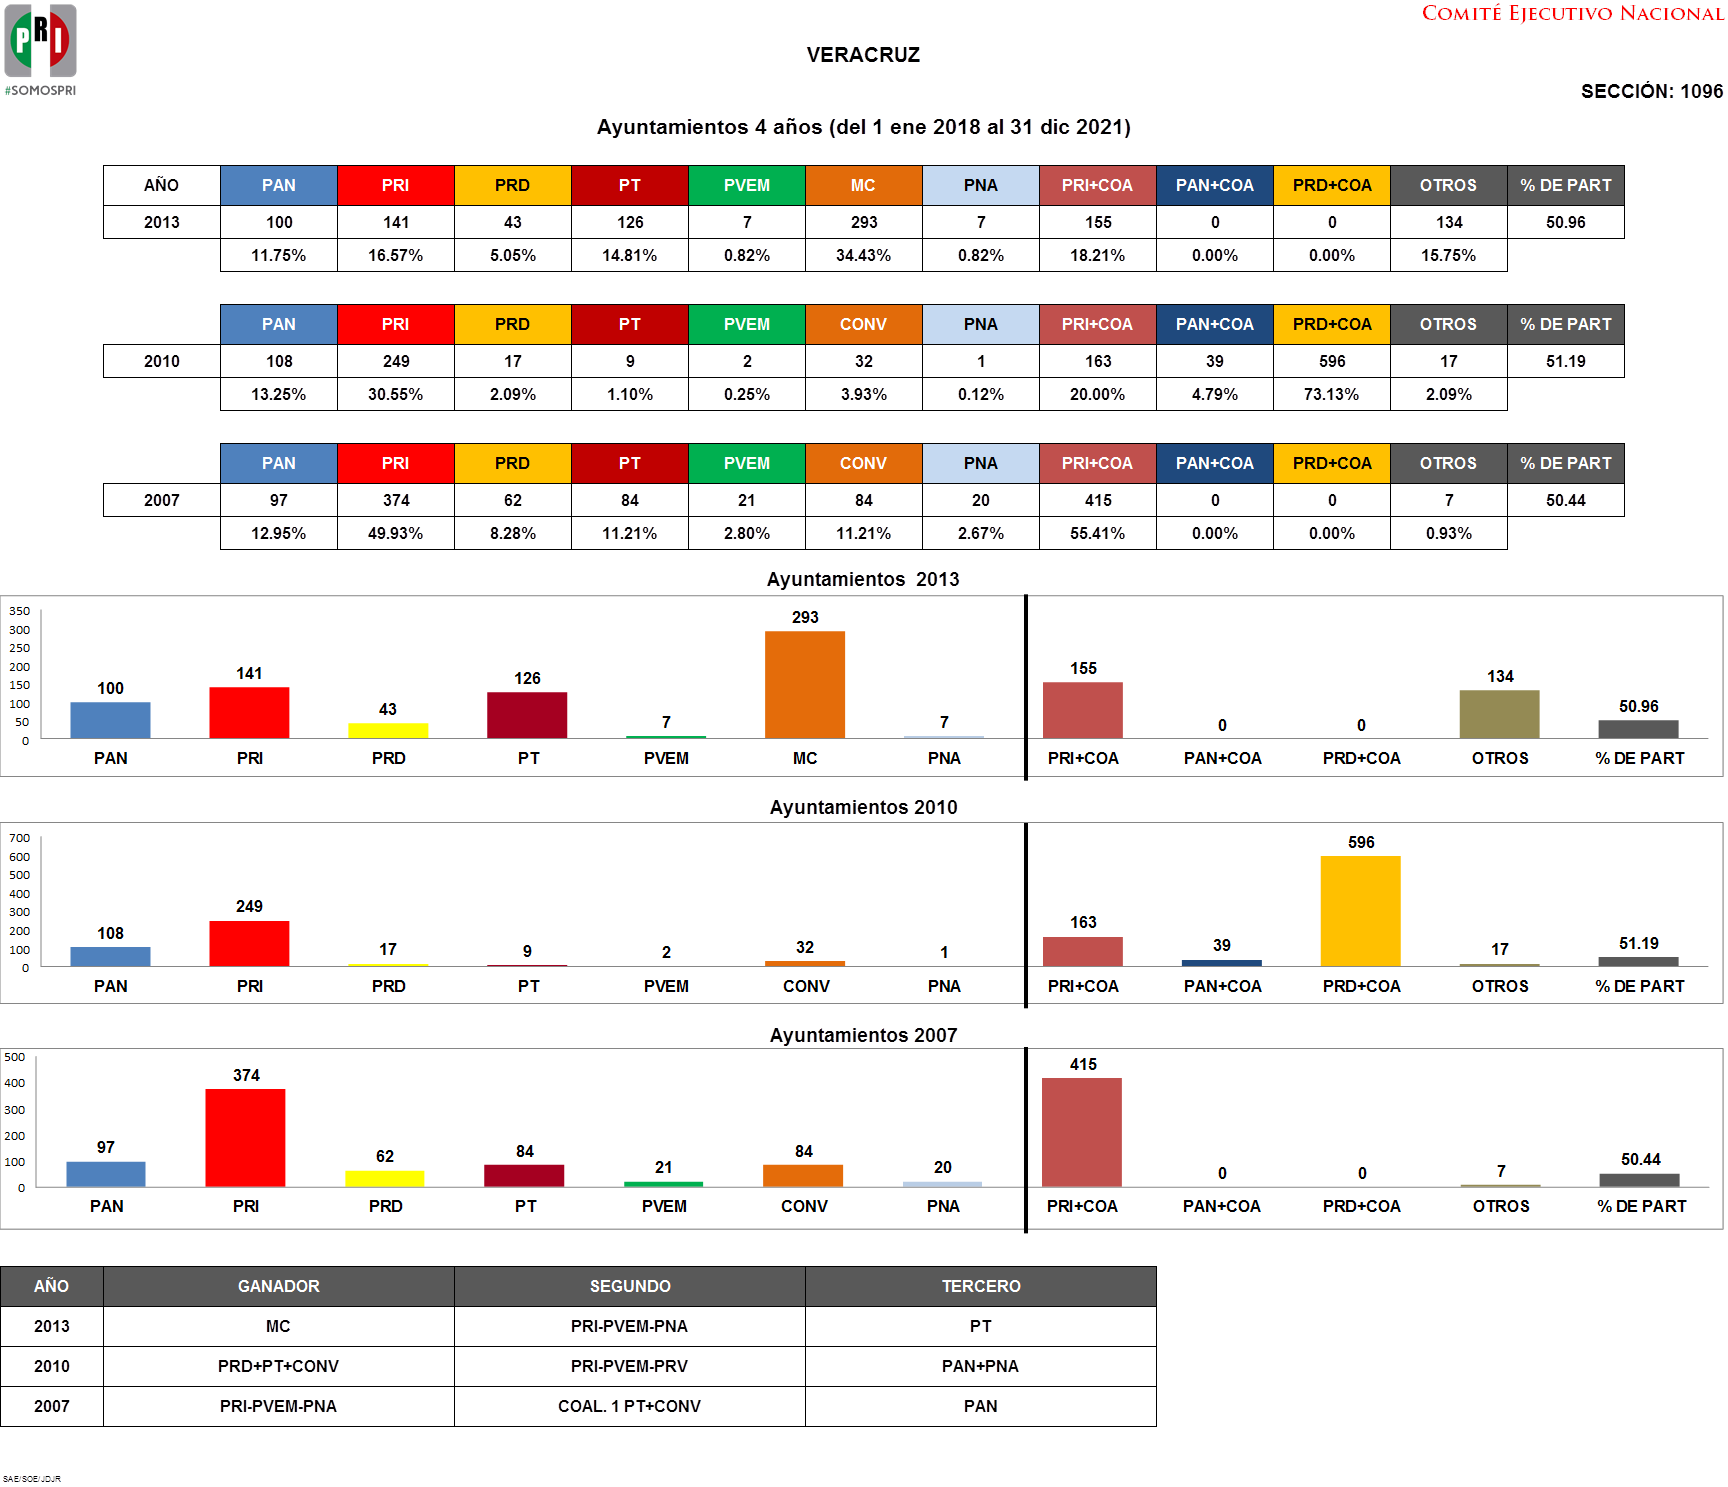 PRI
#SOMOSPRI
COMITÉ EJECUTIVO NACIONAL
VERACRUZ
SECCIÓN: 1096
Ayuntamientos 4 años (del 1 ene 2018 al 31 dic 2021)
AÑO PAN PRI PRD PT PVEM MC PNA PRI+COA PAN+COA PRD+COA OTROS % DE PART
2013 100 141 43 126 7 293 7 155 0 0 134 50.96
11.75% 16.57% 5.05% 14.81% 0.82% 34.43% 0.82% 18.21% 0.00% 0.00% 15.75%
PAN PRI PRD PT PVEM CONV PNA PRI+COA PAN+COA PRD+COA OTROS % DE PART
2010 108 249 17 9 2 32 1 163 39 596 17 51.19
13.25% 30.55% 2.09% 1.10% 0.25% 3.93% 0.12% 20.00% 4.79% 73.13% 2.09%
PAN PRI PRD PT PVEM CONV PNA PRI+COA PAN+COA PRD+COA OTROS % DE PART
2007 97 374 62 84 21 84 20 415 0 0 7 50.44
12.95% 49.93% 8.28% 11.21% 2.80% 11.21% 2.67% 55.41% 0.00% 0.00% 0.93%
Ayuntamientos 2013
350
300
250
200
150
100
50
0
100 141 43 126 7 293 7 155 0 0 134 50.96
PAN PRI PRD PT PVEM MC PNA PRI+COA PAN+COA PRD+COA OTROS % DE PART
Ayuntamientos 2010
700
600
500
400
300
200
100
0
108 249 17 9 2 32 1 163 39 596 17 51.19
PAN PRI PRD PT PVEM CONV PNA PRI+COA PAN+COA PRD+COA OTROS % DE PART
Ayuntamientos 2007
500
400
300
200
100
0
97 374 62 84 21 84 20 415 0 0 7 50.44
PAN PRI PRD PT PVEM CONV PNA PRI+COA PAN+COA PRD+COA OTROS % DE PART
AÑO GANADOR SEGUNDO TERCERO
2013 MC PRI-PVEM-PNA PT
2010 PRD+PT+CONV PRI-PVEM-PRV PAN+PNA
2007 PRI-PVEM-PNA COAL. 1 PT+CONV PAN
SAE/SOE/JDJR